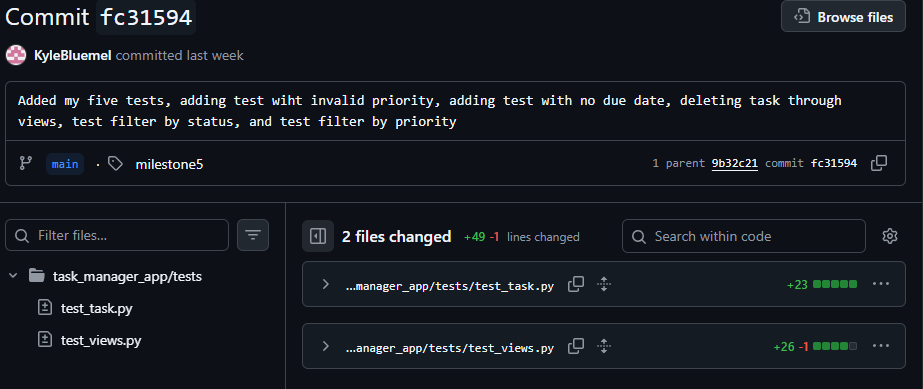 Commit fc31594
Browse files
KyleBluemel committed last week
Added my five tests, adding test wiht invalid priority, adding test with no due date, deleting task through
views, test filter by status, and test filter by priority
main · milestone5
1 parent 9b32c21 commit fc31594
Filter files...
2 files changed +49 -1 lines changed
Search within code
task_manager_app/tests
test_task.py
test_views.py
...manager_app/tests/test_task.py +23
...anager_app/tests/test_views.py +26 -1